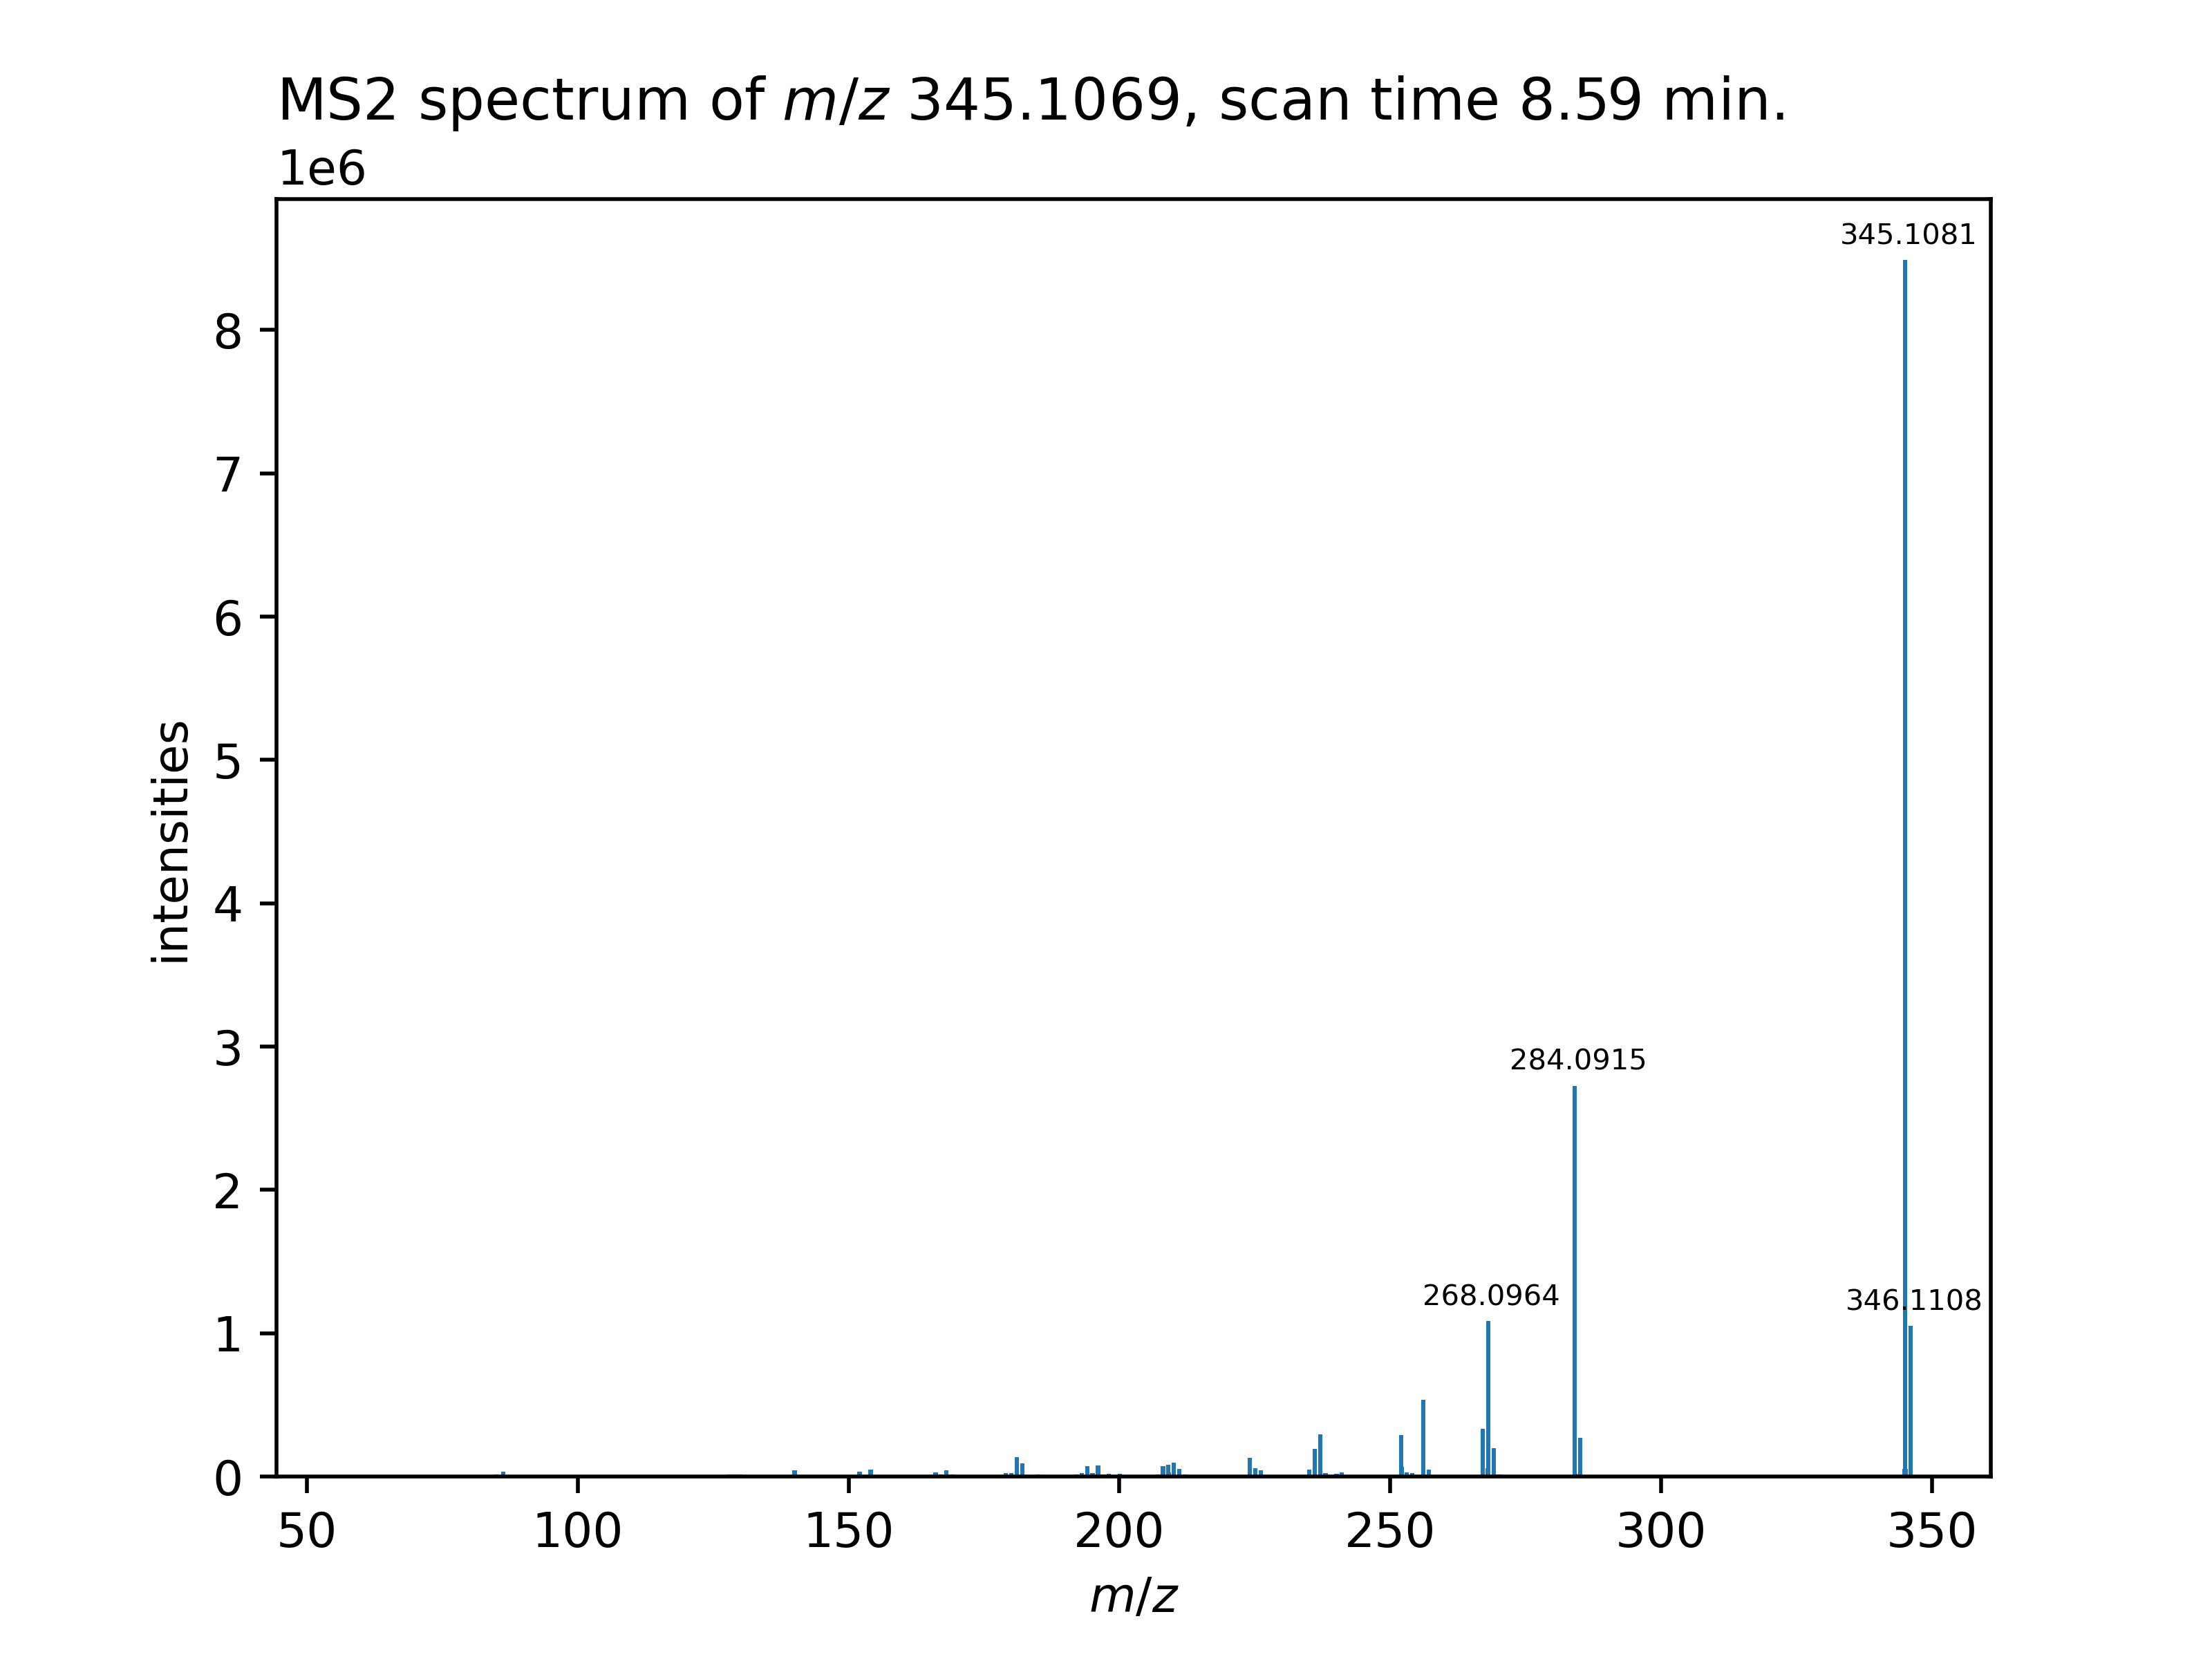 MS2 spectrum of m/z 345.1069, scan time 8.59 min.
1e6
345.1081
8
7
6
5
4
3
2
1
0
intensities
284.0915
268.0964
346.1108
50 100 150 200 250 300 350
m/z